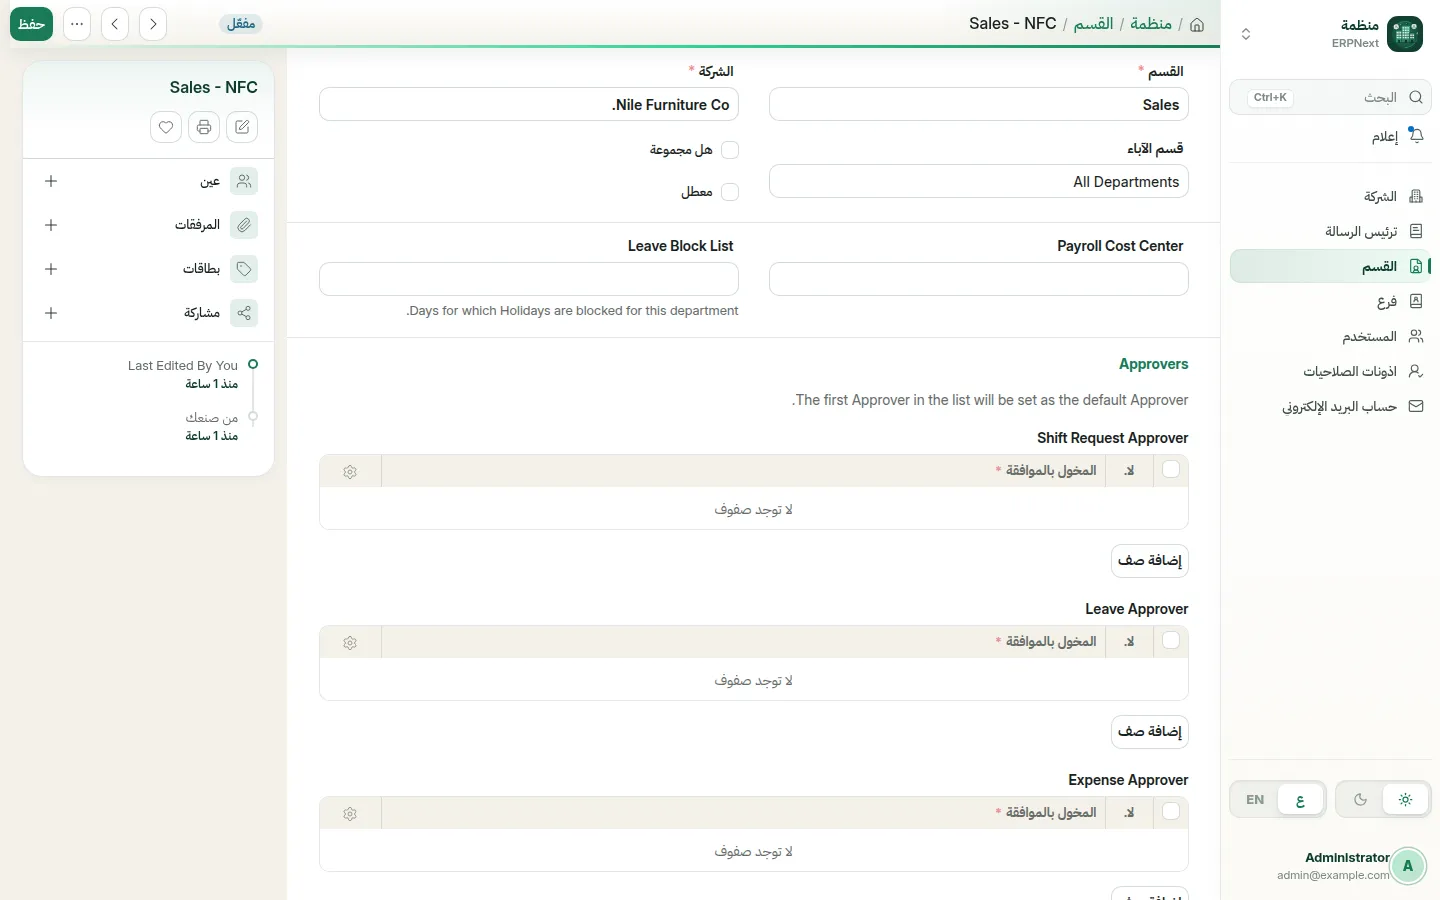 منظمة
ERPNext
البحث
Ctrl+K
إعلام
الشركة
ترئيس الرسالة
القسم
فرع
المستخدم
اذونات الصلاحيات
حساب البريد الإلكتروني
ع
EN
Administrator
admin@example.com
A
منظمة / القسم / Sales - NFC
مفعّل
حفظ
القسم *
Sales
الشركة *
Nile Furniture Co.
قسم الآباء
All Departments
هل مجموعة
معطل
Payroll Cost Center
Leave Block List
Days for which Holidays are blocked for this department.
Approvers
The first Approver in the list will be set as the default Approver.
Shift Request Approver
لا.
المخول بالموافقة *
لا توجد صفوف
إضافة صف
Leave Approver
لا.
المخول بالموافقة *
لا توجد صفوف
إضافة صف
Expense Approver
لا.
المخول بالموافقة *
لا توجد صفوف
إضافة صف
Sales - NFC
عين
المرفقات
بطاقات
مشاركة
Last Edited By You
منذ 1 ساعة
من صنعك
منذ 1 ساعة